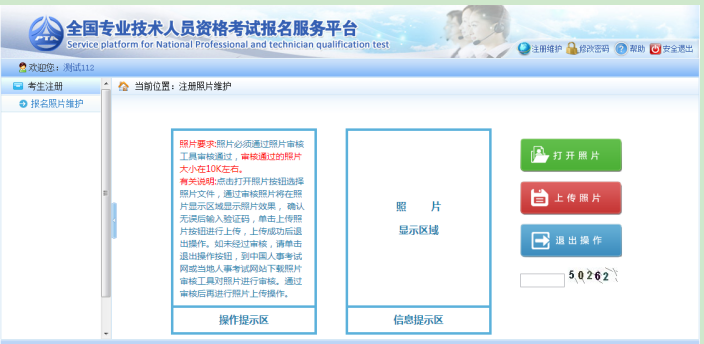 全国专业技术人员资格考试报名服务平台
Service platform for National Professional and technician qualification test
注册维护 修改密码 帮助 安全退出
欢迎您：测试112
考生注册
当前位置：注册照片维护
报名照片维护
照片要求:照片必须通过照片审核
工具审核通过，审核通过的照片
大小在10K左右。
有关说明:点击打开照片按钮选择
照片文件，通过审核照片将在照
片显示区域显示照片效果， 确认
无误后输入验证码，单击上传照
片按钮进行上传，上传成功后退
出操作。如未经过审核，请单击
退出操作按钮，到中国人事考试
网或当地人事考试网站下载照片
审核工具对照片进行审核。通过
审核后再进行照片上传操作。
操作提示区
照 片
显示区域
信息提示区
打开照片
上传照片
退出操作
50262